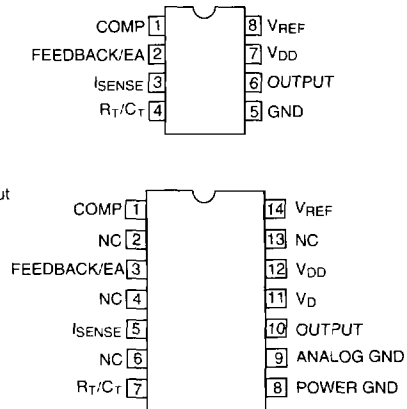 COMP 1 8 VREF
FEEDBACK/EA 2 7 VDD
ISENSE 3 6 OUTPUT
RT/CT 4 5 GND
ut
COMP 1 14 VREF
NC 2 13 NC
FEEDBACK/EA 3 12 VDD
NC 4 11 VD
ISENSE 5 10 OUTPUT
NC 6 9 ANALOG GND
RT/CT 7 8 POWER GND